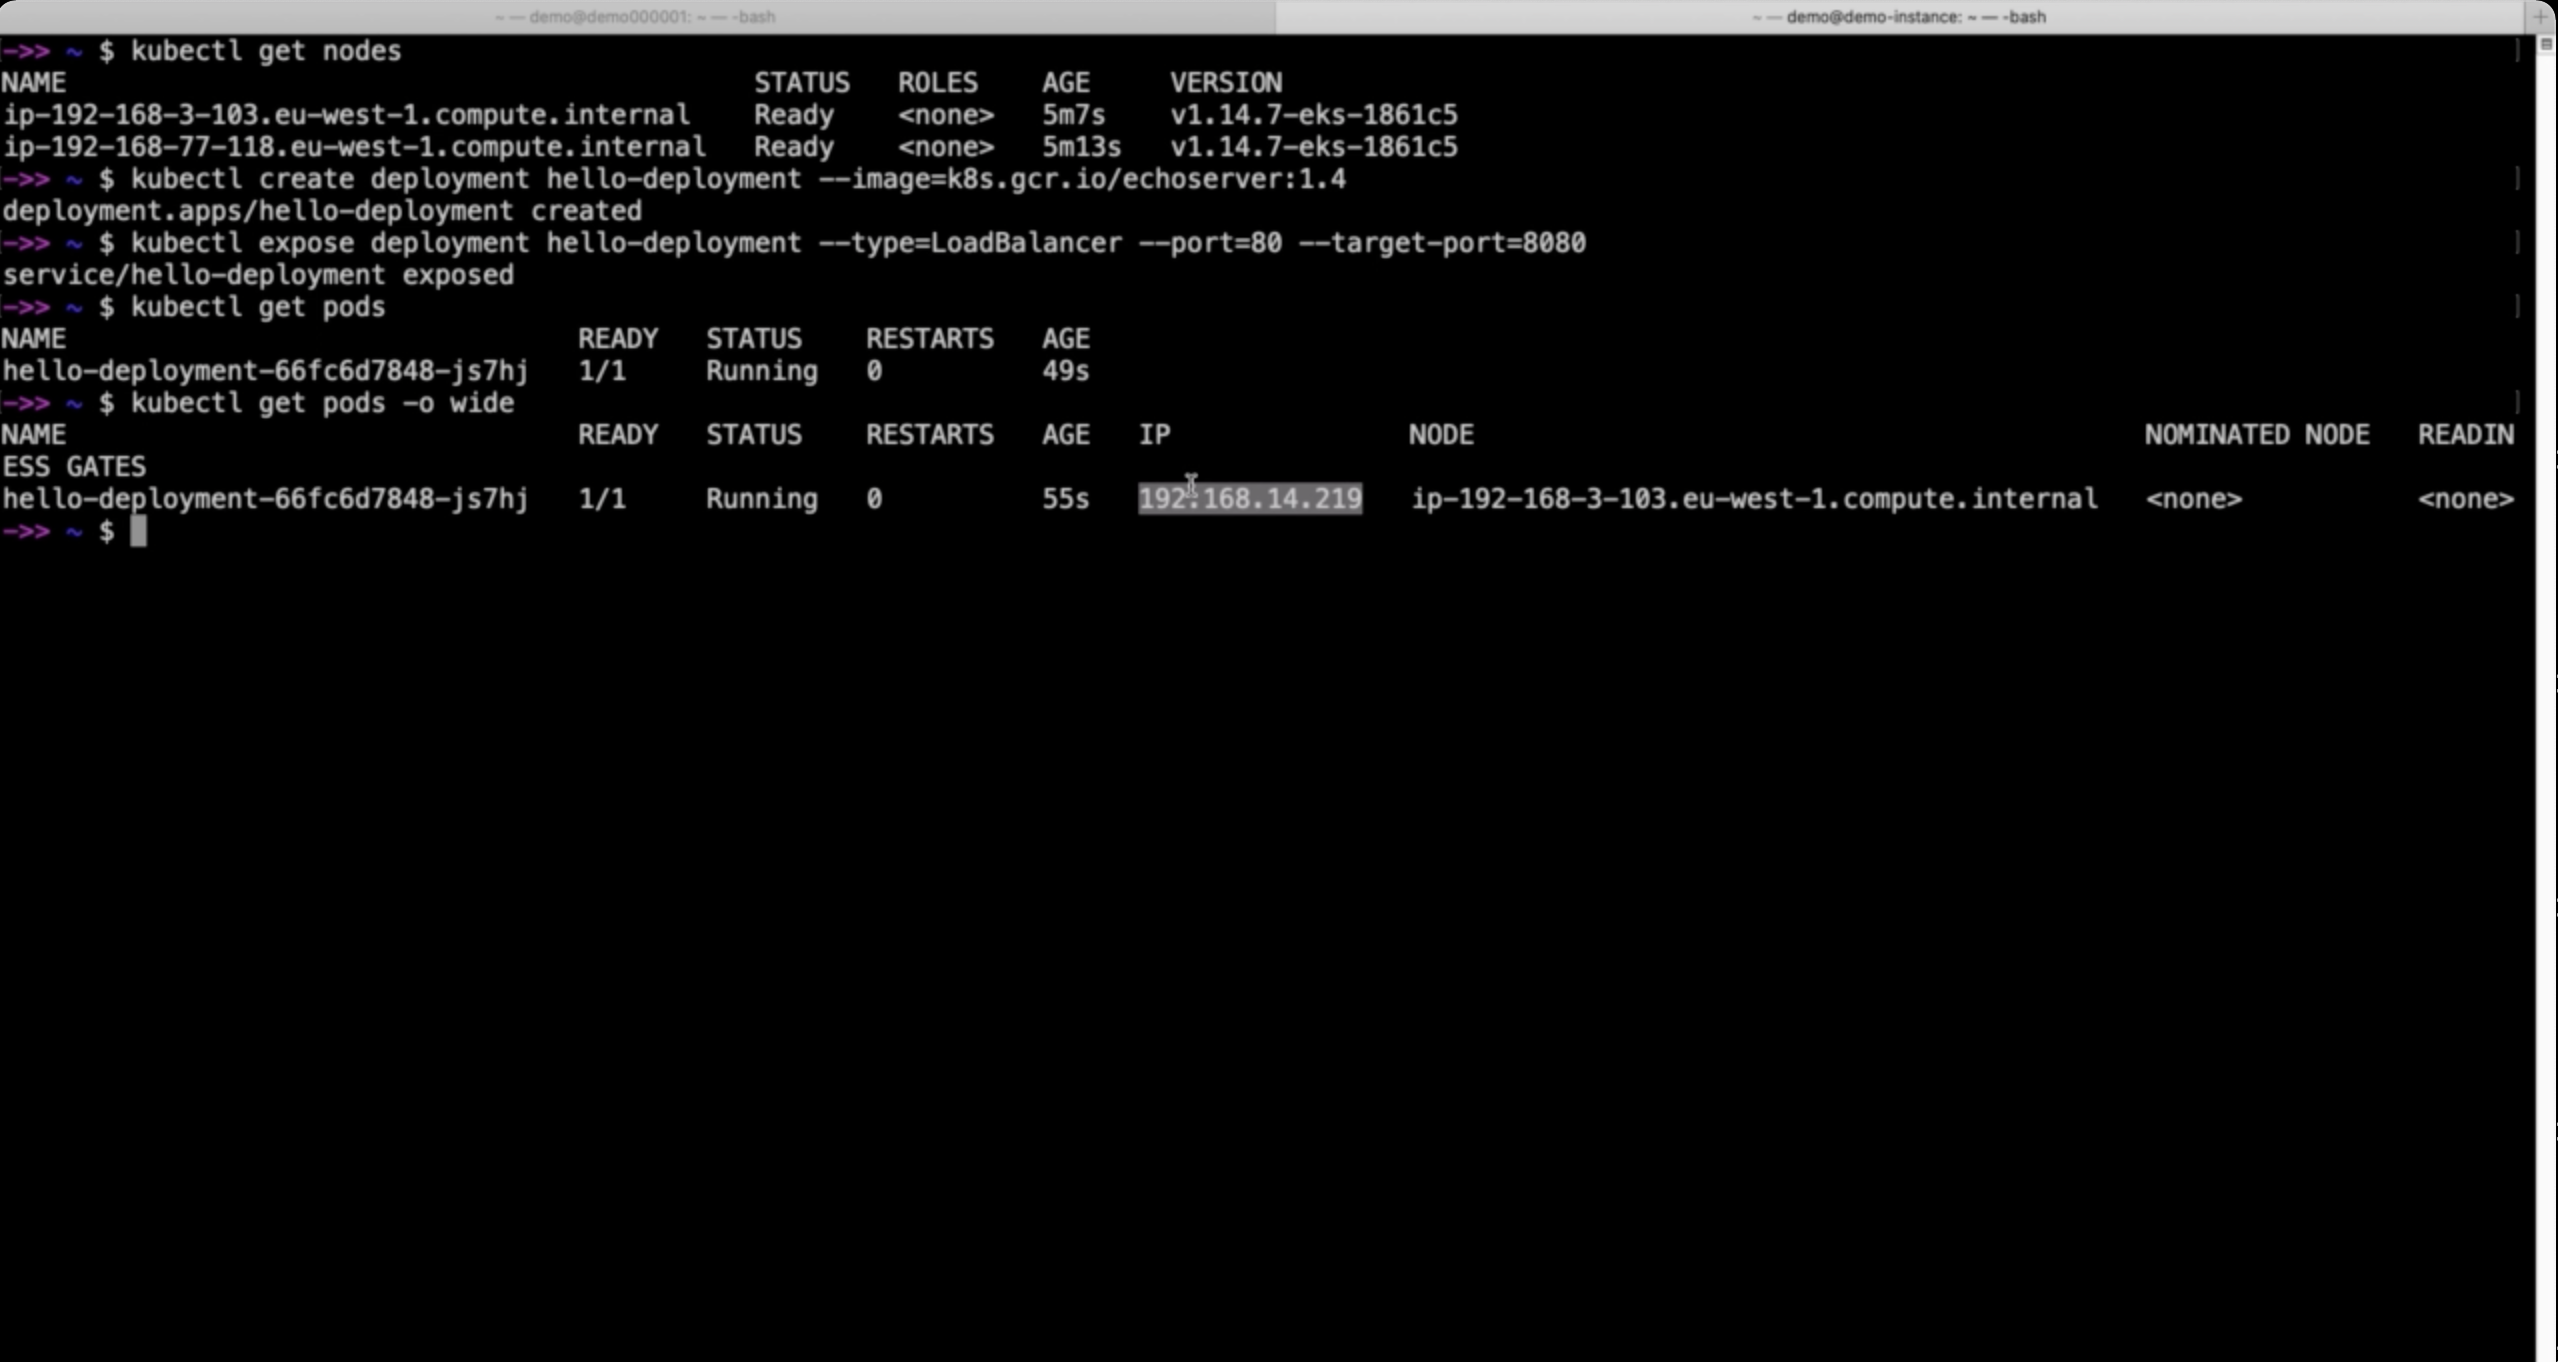 ~ — demo@demo000001: ~ — -bash
~ — demo@demo-instance: ~ — -bash
->> ~ $ kubectl get nodes
NAME STATUS ROLES AGE VERSION
ip-192-168-3-103.eu-west-1.compute.internal Ready <none> 5m7s v1.14.7-eks-1861c5
ip-192-168-77-118.eu-west-1.compute.internal Ready <none> 5m13s v1.14.7-eks-1861c5
->> ~ $ kubectl create deployment hello-deployment --image=k8s.gcr.io/echoserver:1.4
deployment.apps/hello-deployment created
->> ~ $ kubectl expose deployment hello-deployment --type=LoadBalancer --port=80 --target-port=8080
service/hello-deployment exposed
->> ~ $ kubectl get pods
NAME READY STATUS RESTARTS AGE
hello-deployment-66fc6d7848-js7hj 1/1 Running 0 49s
->> ~ $ kubectl get pods -o wide
NAME READY STATUS RESTARTS AGE IP NODE NOMINATED NODE READIN
ESS GATES
hello-deployment-66fc6d7848-js7hj 1/1 Running 0 55s 192.168.14.219 ip-192-168-3-103.eu-west-1.compute.internal <none> <none>
->> ~ $